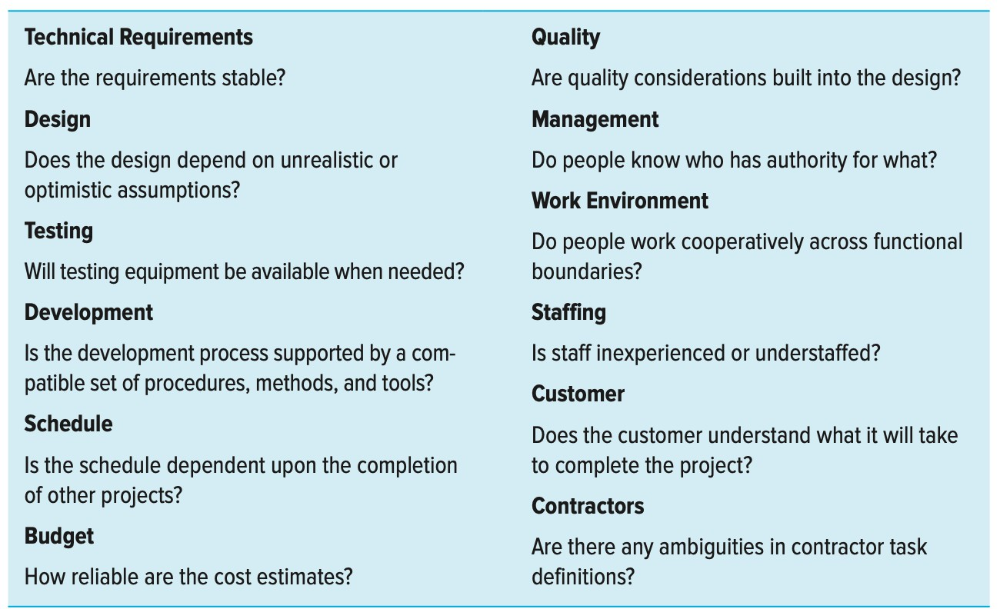 Technical Requirements
Are the requirements stable?
Design
Does the design depend on unrealistic or
optimistic assumptions?
Testing
Will testing equipment be available when needed?
Development
Is the development process supported by a com-
patible set of procedures, methods, and tools?
Schedule
Is the schedule dependent upon the completion
of other projects?
Budget
How reliable are the cost estimates?
Quality
Are quality considerations built into the design?
Management
Do people know who has authority for what?
Work Environment
Do people work cooperatively across functional
boundaries?
Staffing
Is staff inexperienced or understaffed?
Customer
Does the customer understand what it will take
to complete the project?
Contractors
Are there any ambiguities in contractor task
definitions?